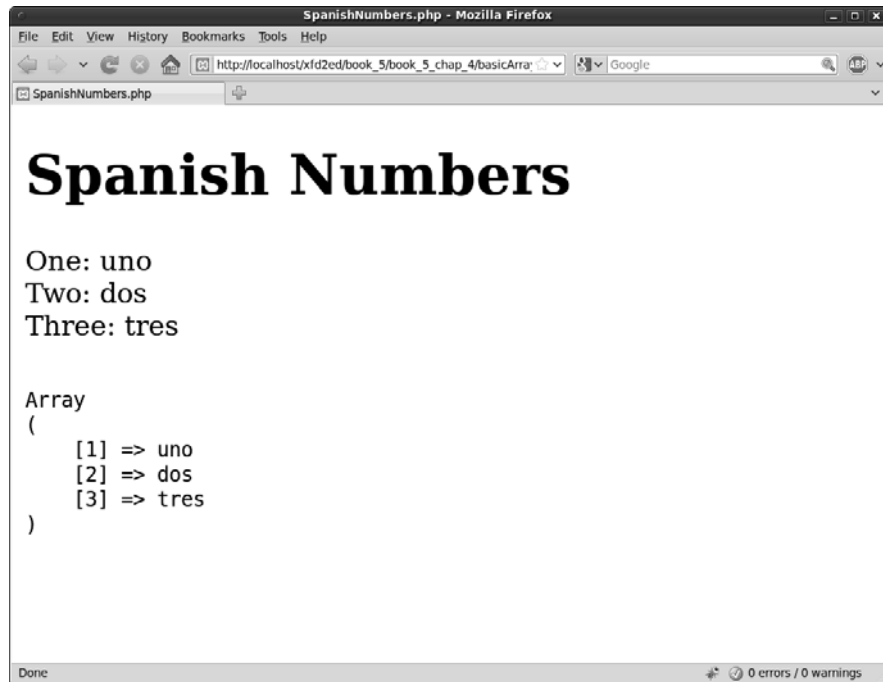 SpanishNumbers.php - Mozilla Firefox
File Edit View History Bookmarks Tools Help
http://localhost/xfd2ed/book_5/book_5_chap_4/basicArra Google ABP
SpanishNumbers.php
Spanish Numbers
One: uno
Two: dos
Three: tres
Array
(
[1] => uno
[2] => dos
[3] => tres
)
Done 0 errors / 0 warnings